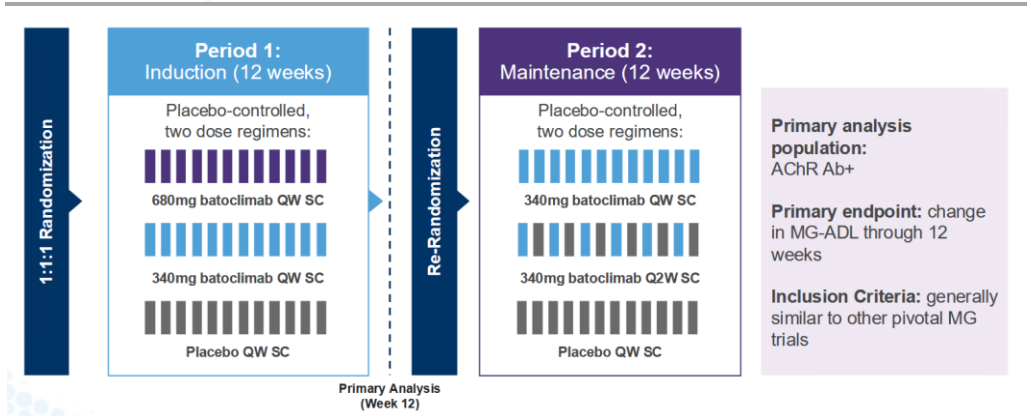 1:1:1 Randomization
Period 1:
Induction (12 weeks)
Placebo-controlled,
two dose regimens:
680mg batoclimab QW SC
340mg batoclimab QW SC
Placebo QW SC
Primary Analysis
(Week 12)
Re-Randomization
Period 2:
Maintenance (12 weeks)
Placebo-controlled,
two dose regimens:
340mg batoclimab QW SC
340mg batoclimab Q2W SC
Placebo QW SC
Primary analysis
population:
AChR Ab+
Primary endpoint: change
in MG-ADL through 12
weeks
Inclusion Criteria: generally
similar to other pivotal MG
trials